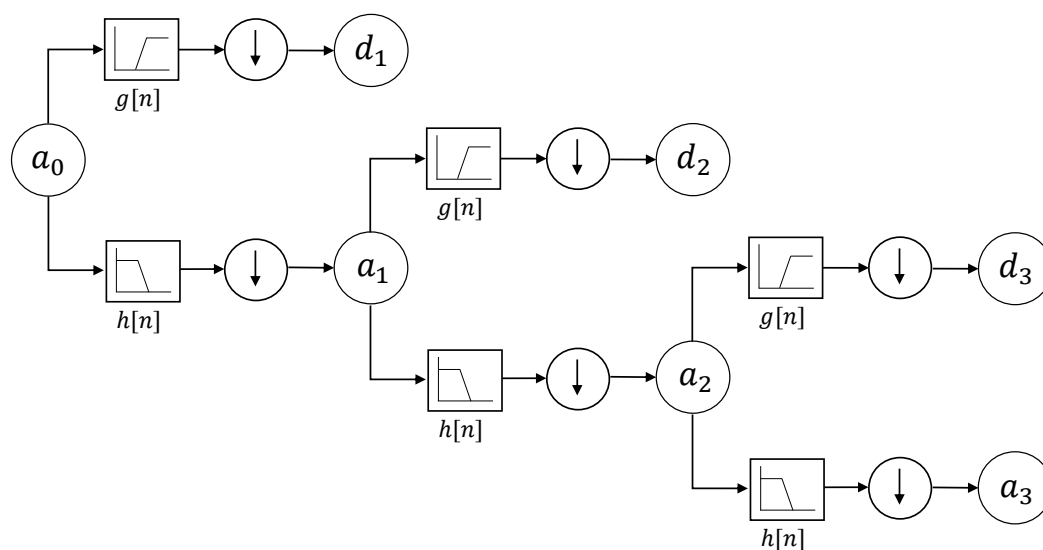 d₁
g[n]
a₀
d₂
g[n]
a₁
h[n]
d₃
g[n]
a₂
h[n]
a₃
h[n]